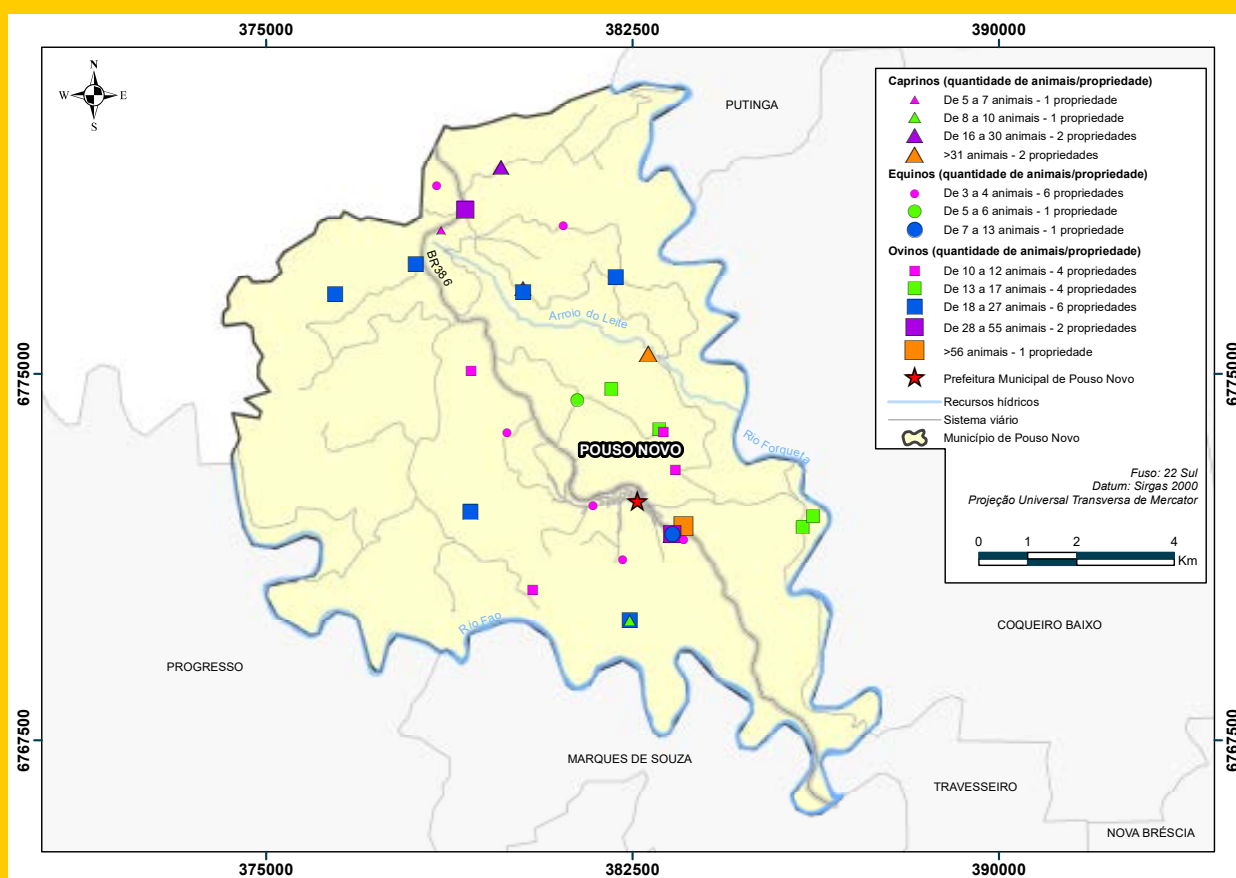 375000
382500
390000
N
W
E
S
PUTINGA
Caprinos (quantidade de animais/propriedade)
De 5 a 7 animais - 1 propriedade
De 8 a 10 animais - 1 propriedade
De 16 a 30 animais - 2 propriedades
>31 animais - 2 propriedades
Equinos (quantidade de animais/propriedade)
De 3 a 4 animais - 6 propriedades
De 5 a 6 animais - 1 propriedade
De 7 a 13 animais - 1 propriedade
Ovinos (quantidade de animais/propriedade)
De 10 a 12 animais - 4 propriedades
De 13 a 17 animais - 4 propriedades
De 18 a 27 animais - 6 propriedades
De 28 a 55 animais - 2 propriedades
>56 animais - 1 propriedade
Prefeitura Municipal de Pouso Novo
Recursos hídricos
Sistema viário
Município de Pouso Novo
Fuso: 22 Sul
Datum: Sirgas 2000
Projeção Universal Transversa de Mercator
0 1 2 4
Km
BR386
Arroio do Leite
6775000
6775000
Rio Forqueta
POUSO NOVO
Rio Fao
COQUEIRO BAIXO
PROGRESSO
6767500
6767500
MARQUES DE SOUZA
TRAVESSEIRO
NOVA BRÉSCIA
375000
382500
390000